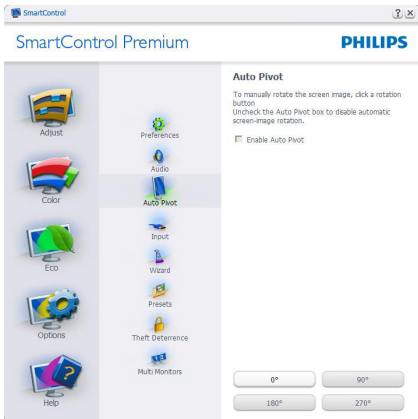 SmartControl
SmartControl Premium
PHILIPS
Adjust
Color
Eco
Options
Help
Preferences
Audio
Auto Pivot
Input
Wizard
Presets
Theft Deterrence
Multi Monitors
Auto Pivot
To manually rotate the screen image, click a rotation
button
Uncheck the Auto Pivot box to disable automatic
screen-image rotation.
Enable Auto Pivot
0°
90°
180°
270°